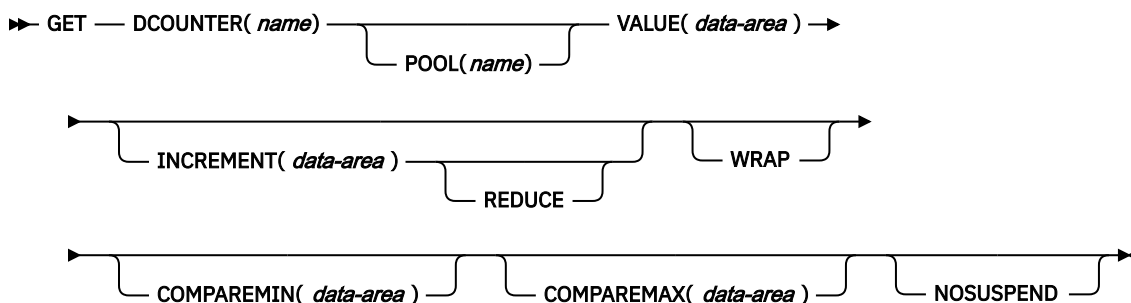 GET DCOUNTER( name) VALUE( data-area )
POOL(name)
INCREMENT( data-area ) WRAP
REDUCE
COMPAREMIN( data-area ) COMPAREMAX( data-area ) NOSUSPEND